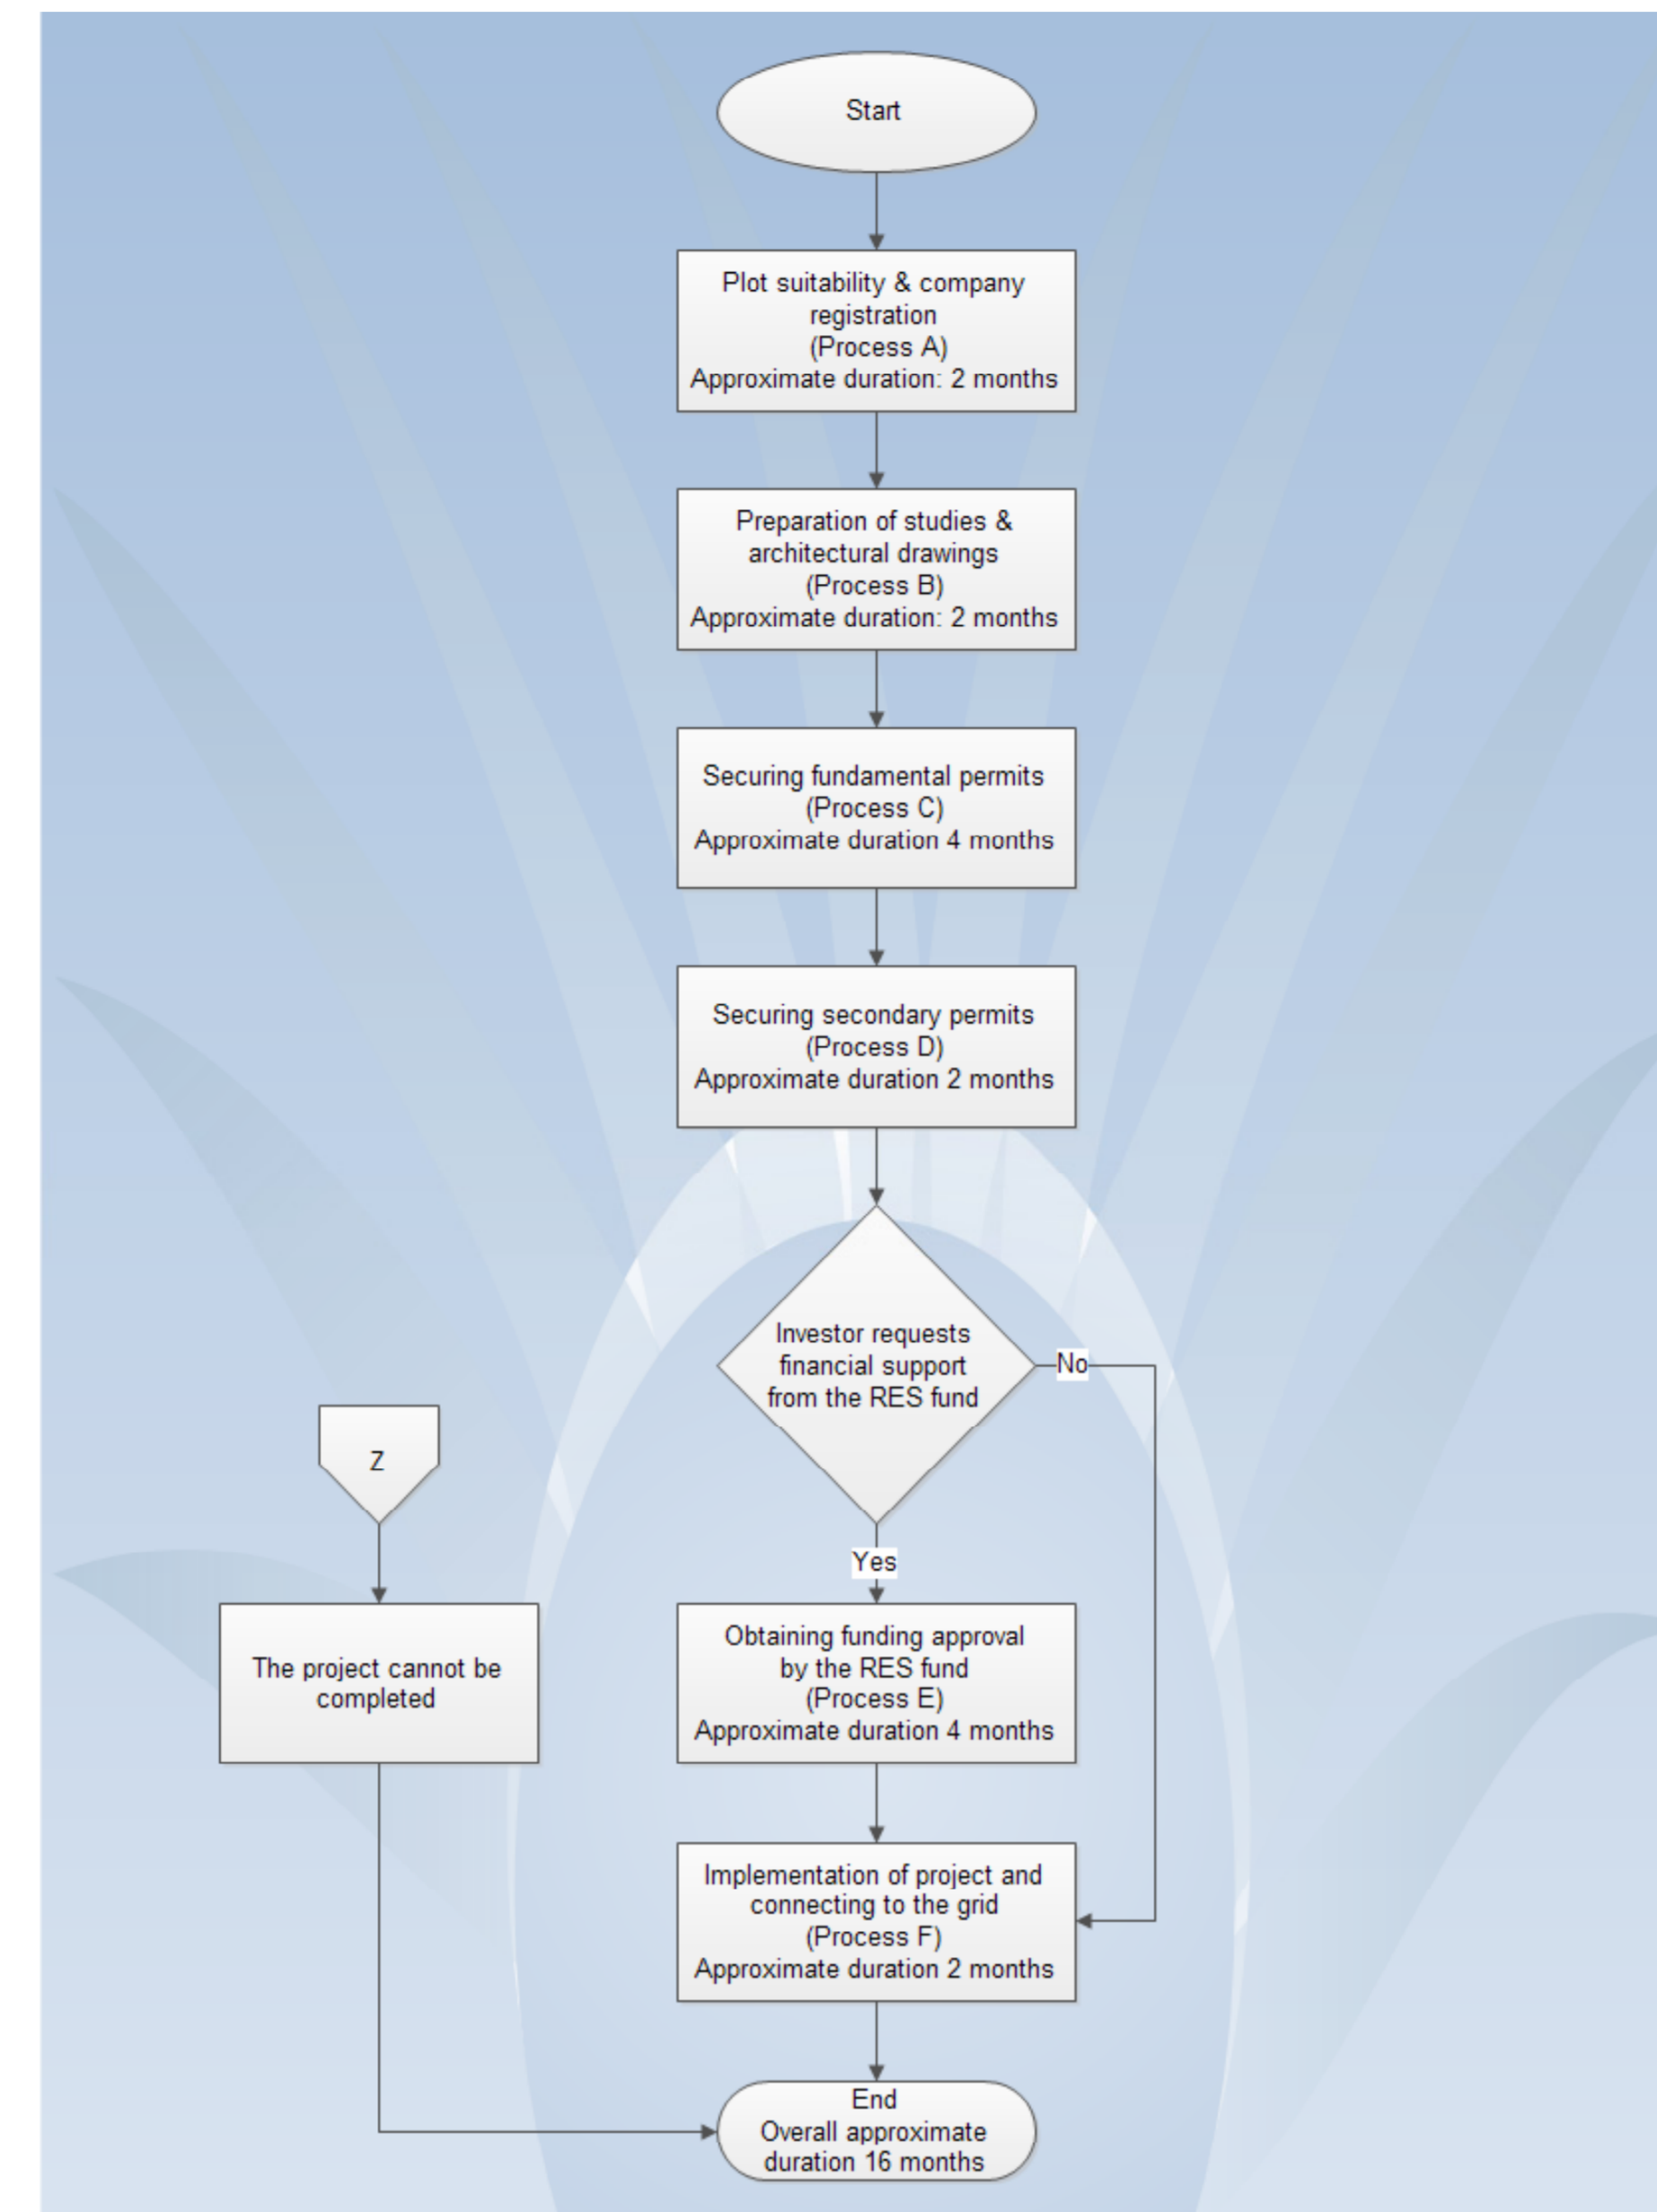 Start
Plot suitability & company
registration
(Process A)
Approximate duration: 2 months
Preparation of studies &
architectural drawings
(Process B)
Approximate duration: 2 months
Securing fundamental permits
(Process C)
Approximate duration 4 months
Securing secondary permits
(Process D)
Approximate duration 2 months
Investor requests
financial support
from the RES fund
No
Z
Yes
The project cannot be
completed
Obtaining funding approval
by the RES fund
(Process E)
Approximate duration 4 months
Implementation of project and
connecting to the grid
(Process F)
Approximate duration 2 months
End
Overall approximate
duration 16 months